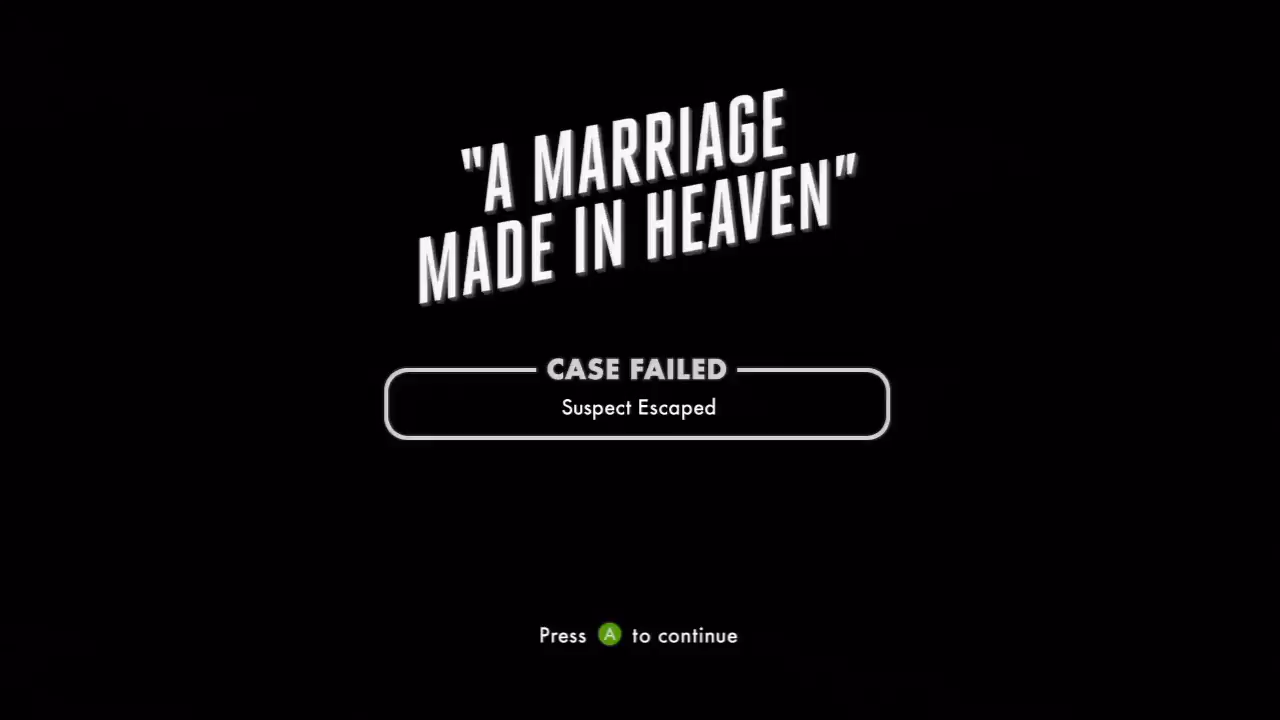 "A MARRIAGE
MADE IN HEAVEN"
CASE FAILED
Suspect Escaped
Press A to continue